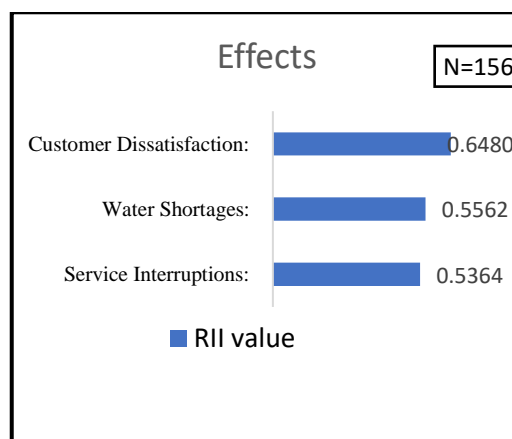 Effects
N=156
Customer Dissatisfaction: 0.6480
Water Shortages: 0.5562
Service Interruptions: 0.5364
RII value